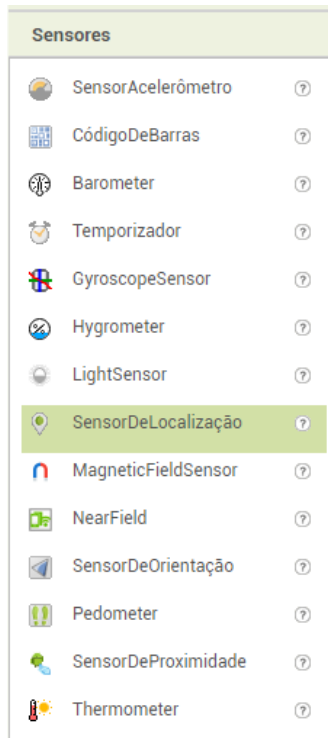 Sensores
SensorAcelerômetro ?
CódigoDeBarras ?
Barometer ?
Temporizador ?
GyroscopeSensor ?
Hygrometer ?
LightSensor ?
SensorDeLocalização ?
MagneticFieldSensor ?
NearField ?
SensorDeOrientação ?
Pedometer ?
SensorDeProximidade ?
Thermometer ?